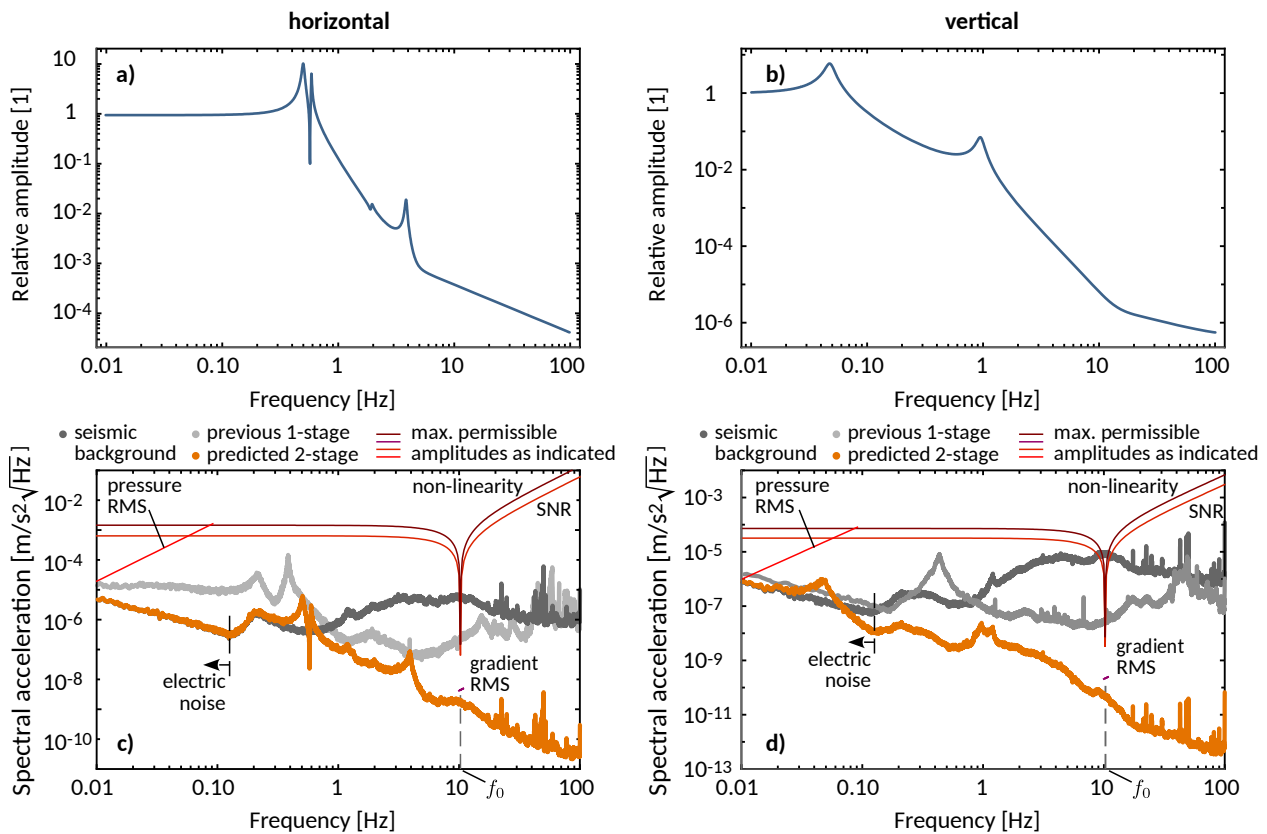 horizontal
vertical
a)
10
1
10-1
10-2
10-3
10-4
Relative amplitude [1]
0.01
0.10
1
10
100
Frequency [Hz]
b)
1
10-2
10-4
10-6
Relative amplitude [1]
0.01
0.10
1
10
100
Frequency [Hz]
seismic
background
previous 1-stage
predicted 2-stage
max. permissible
amplitudes as indicated
pressure
RMS
non-linearity
SNR
10-2
10-4
10-6
10-8
10-10
Spectral acceleration [m/s2√Hz]
electric
noise
gradient
RMS
c)
f0
0.01
0.10
1
10
100
Frequency [Hz]
seismic
background
previous 1-stage
predicted 2-stage
max. permissible
amplitudes as indicated
pressure
RMS
non-linearity
SNR
10-3
10-5
10-7
10-9
10-11
10-13
Spectral acceleration [m/s2√Hz]
electric
noise
gradient
RMS
d)
f0
0.01
0.10
1
10
100
Frequency [Hz]